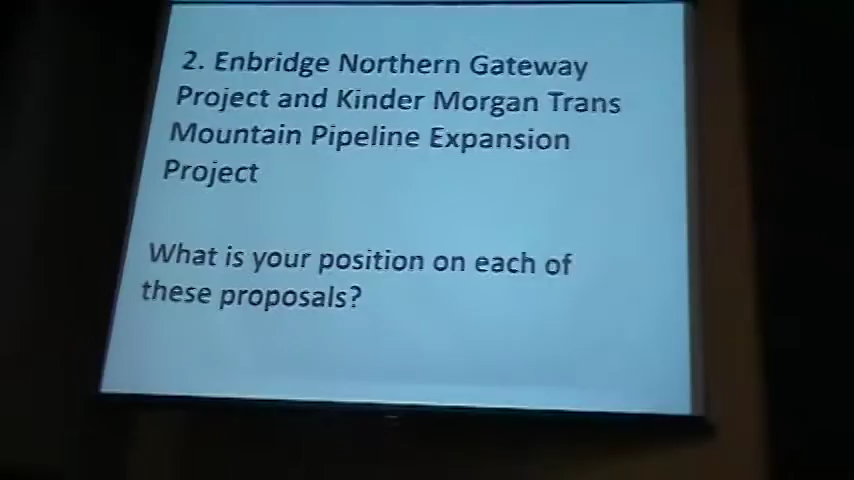 2. Enbridge Northern Gateway
Project and Kinder Morgan Trans
Mountain Pipeline Expansion
Project
What is your position on each of
these proposals?